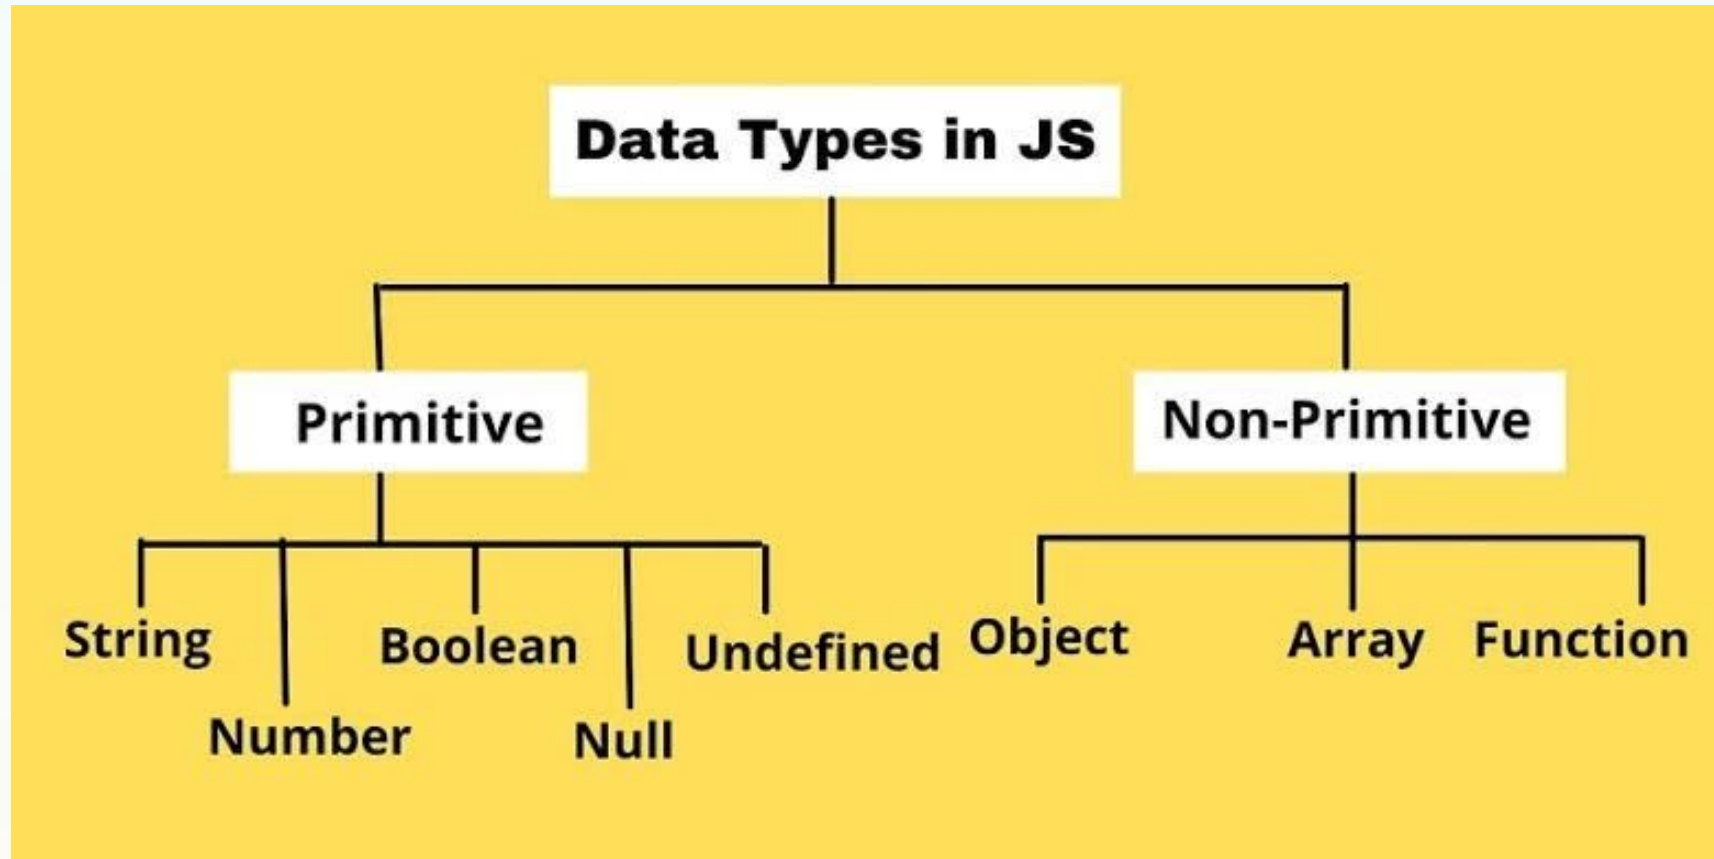 Data Types in JS
Primitive
Non-Primitive
String
Boolean
Undefined
Object
Array
Function
Number
Null